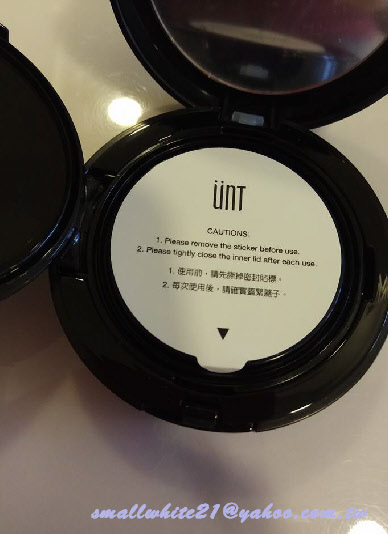 üNT
CAUTIONS:
1. Please remove the sticker before use.
2. Please tightly close the inner lid after each use.
1. 使用前，請先撕掉密封貼標。
2. 每次使用後，請確實蓋緊蓋子。
smallwhite21@yahoo.com.tw